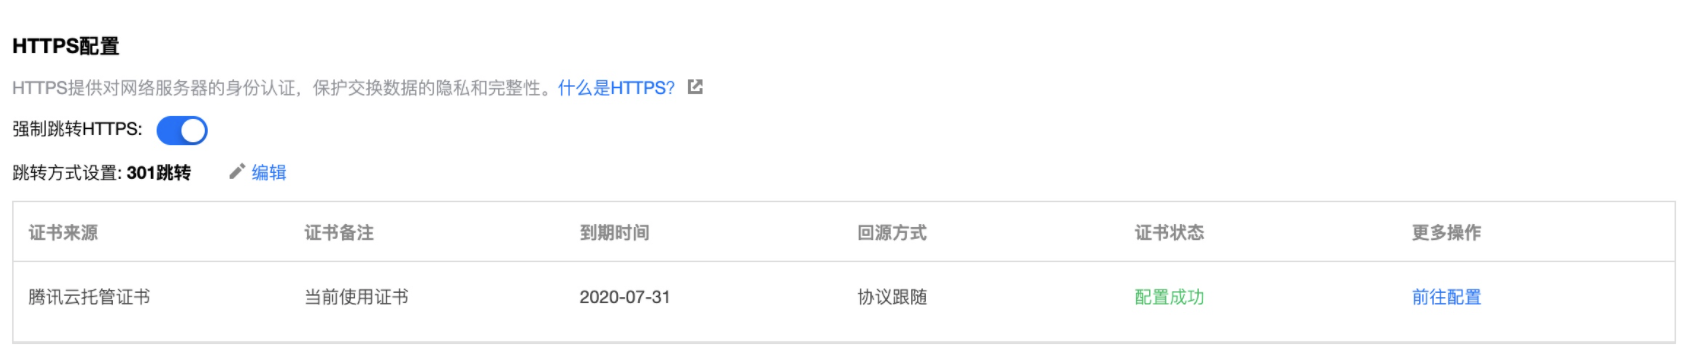 HTTPS配置
HTTPS提供对网络服务器的身份认证，保护交换数据的隐私和完整性。什么是HTTPS?
强制跳转HTTPS:
跳转方式设置: 301跳转 编辑
证书来源 证书备注 到期时间 回源方式 证书状态 更多操作
腾讯云托管证书 当前使用证书 2020-07-31 协议跟随 配置成功 前往配置